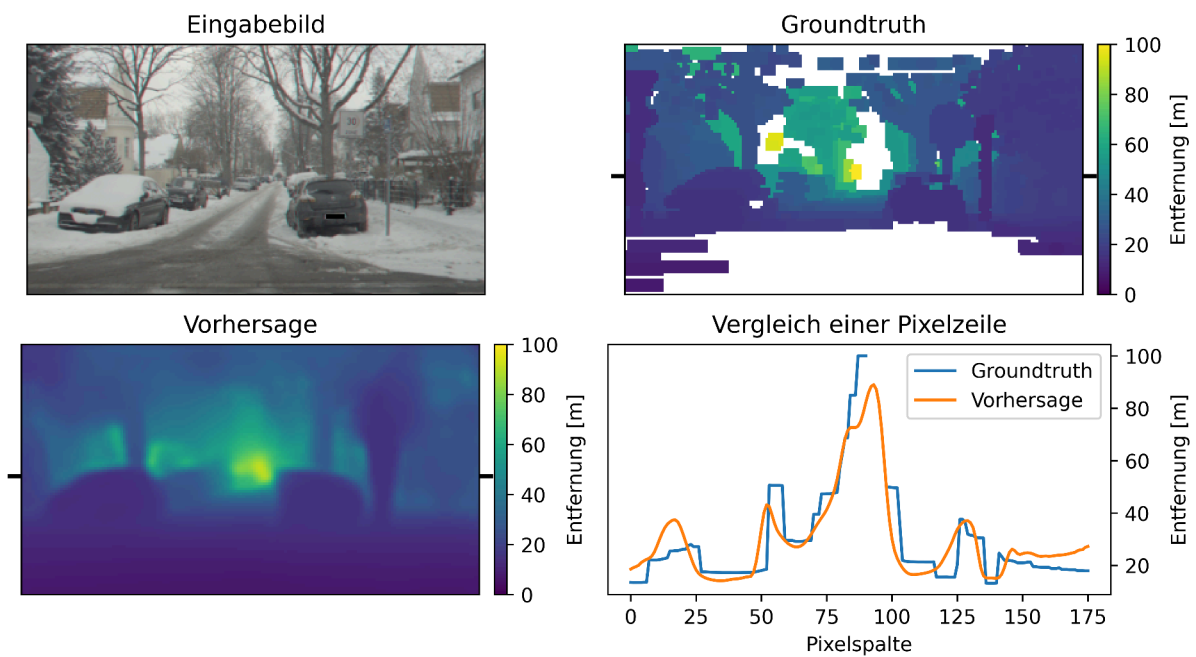 Eingabebild
30
Groundtruth
100
80
60
40
20
0
Entfernung [m]
Vorhersage
100
80
60
40
20
0
Entfernung [m]
Vergleich einer Pixelzeile
Groundtruth
Vorhersage
100
80
60
40
20
Entfernung [m]
0 25 50 75 100 125 150 175
Pixelspalte